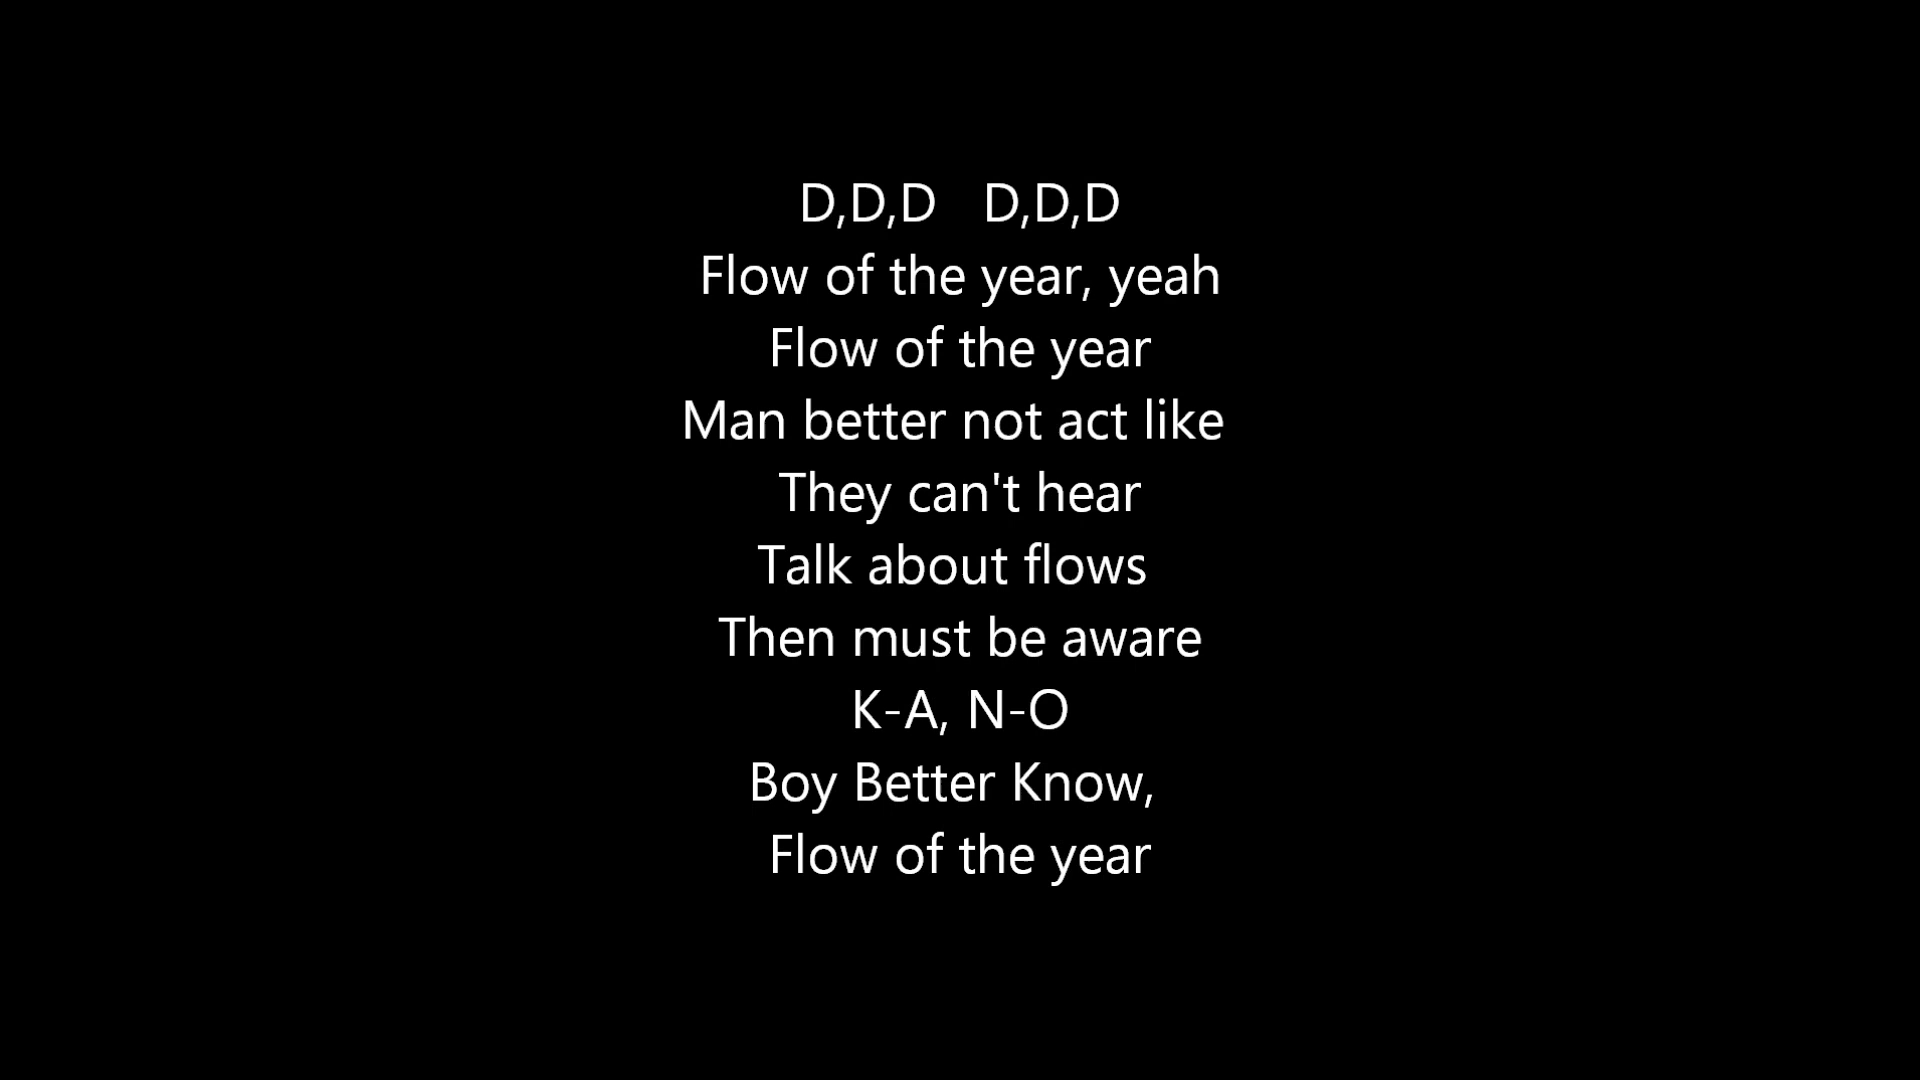 D,D,D   D,D,D
Flow of the year, yeah
Flow of the year
Man better not act like
They can't hear
Talk about flows
Then must be aware
K-A, N-O
Boy Better Know,
Flow of the year